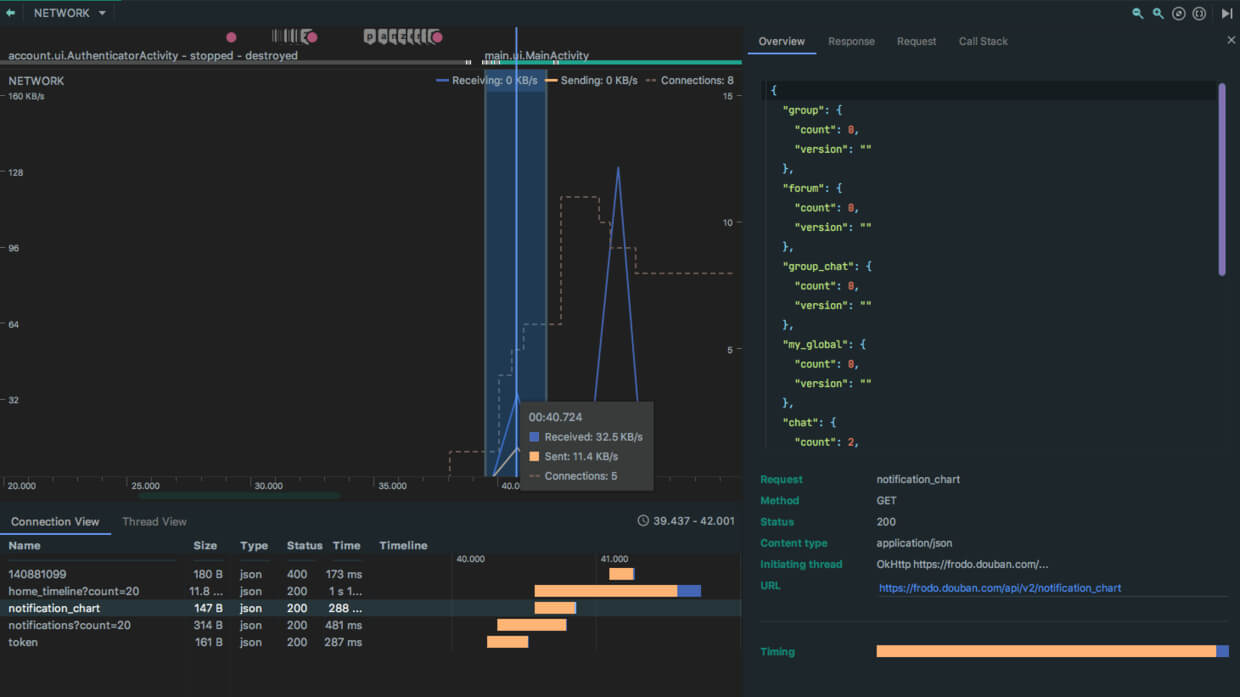 NETWORK
account.ui.AuthenticatorActivity - stopped - destroyed
main.ui.MainActivity
NETWORK
Receiving: 0 KB/s
Sending: 0 KB/s
Connections: 8
160 KB/s
15
128
10
96
64
5
32
00:40.724
Received: 32.5 KB/s
Sent: 11.4 KB/s
Connections: 5
20.000
25.000
30.000
35.000
Connection View
Thread View
39.437 - 42.001
Name Size Type Status Time Timeline
40.000 41.000
140881099 180 B json 400 173 ms
home_timeline?count=20 11.8 ... json 200 1 s 1...
notification_chart 147 B json 200 288 ...
notifications?count=20 314 B json 200 481 ms
token 161 B json 200 287 ms
Overview Response Request Call Stack
{
"group": {
"count": 0,
"version": ""
},
"forum": {
"count": 0,
"version": ""
},
"group_chat": {
"count": 0,
"version": ""
},
"my_global": {
"count": 0,
"version": ""
},
"chat": {
"count": 2,
Request notification_chart
Method GET
Status 200
Content type application/json
Initiating thread OkHttp https://frodo.douban.com/...
URL https://frodo.douban.com/api/v2/notification_chart
Timing